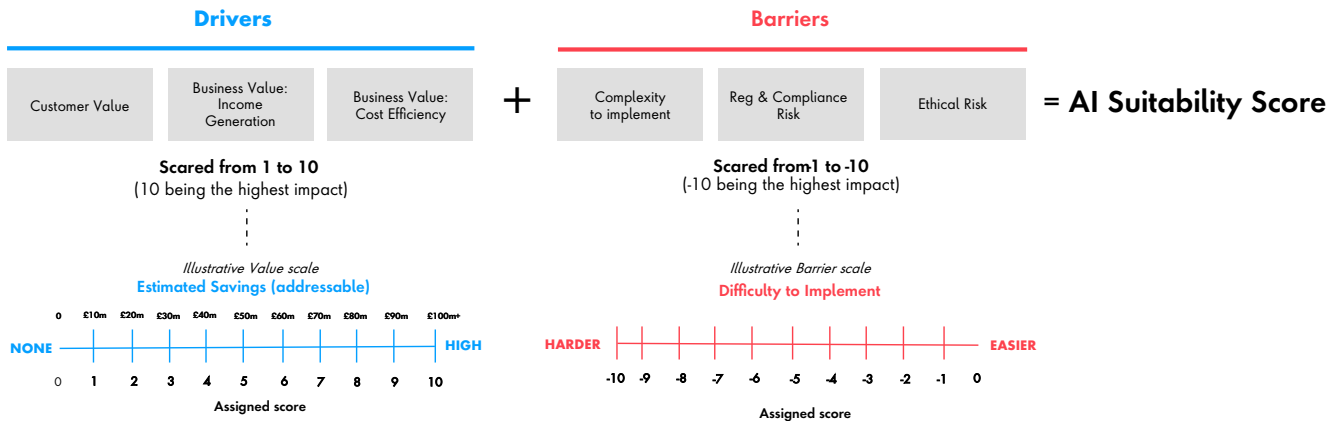 Drivers
Barriers
Customer Value
Business Value:
Income
Generation
Business Value:
Cost Efficiency
+
Complexity
to implement
Reg & Compliance
Risk
Ethical Risk
= AI Suitability Score
Scared from 1 to 10
(10 being the highest impact)
Scared from-1 to -10
(-10 being the highest impact)
Illustrative Value scale
Estimated Savings (addressable)
Illustrative Barrier scale
Difficulty to Implement
0 £10m £20m £30m £40m £50m £60m £70m £80m £90m £100m+
NONE HIGH
0 1 2 3 4 5 6 7 8 9 10
Assigned score
HARDER EASIER
-10 -9 -8 -7 -6 -5 -4 -3 -2 -1 0
Assigned score